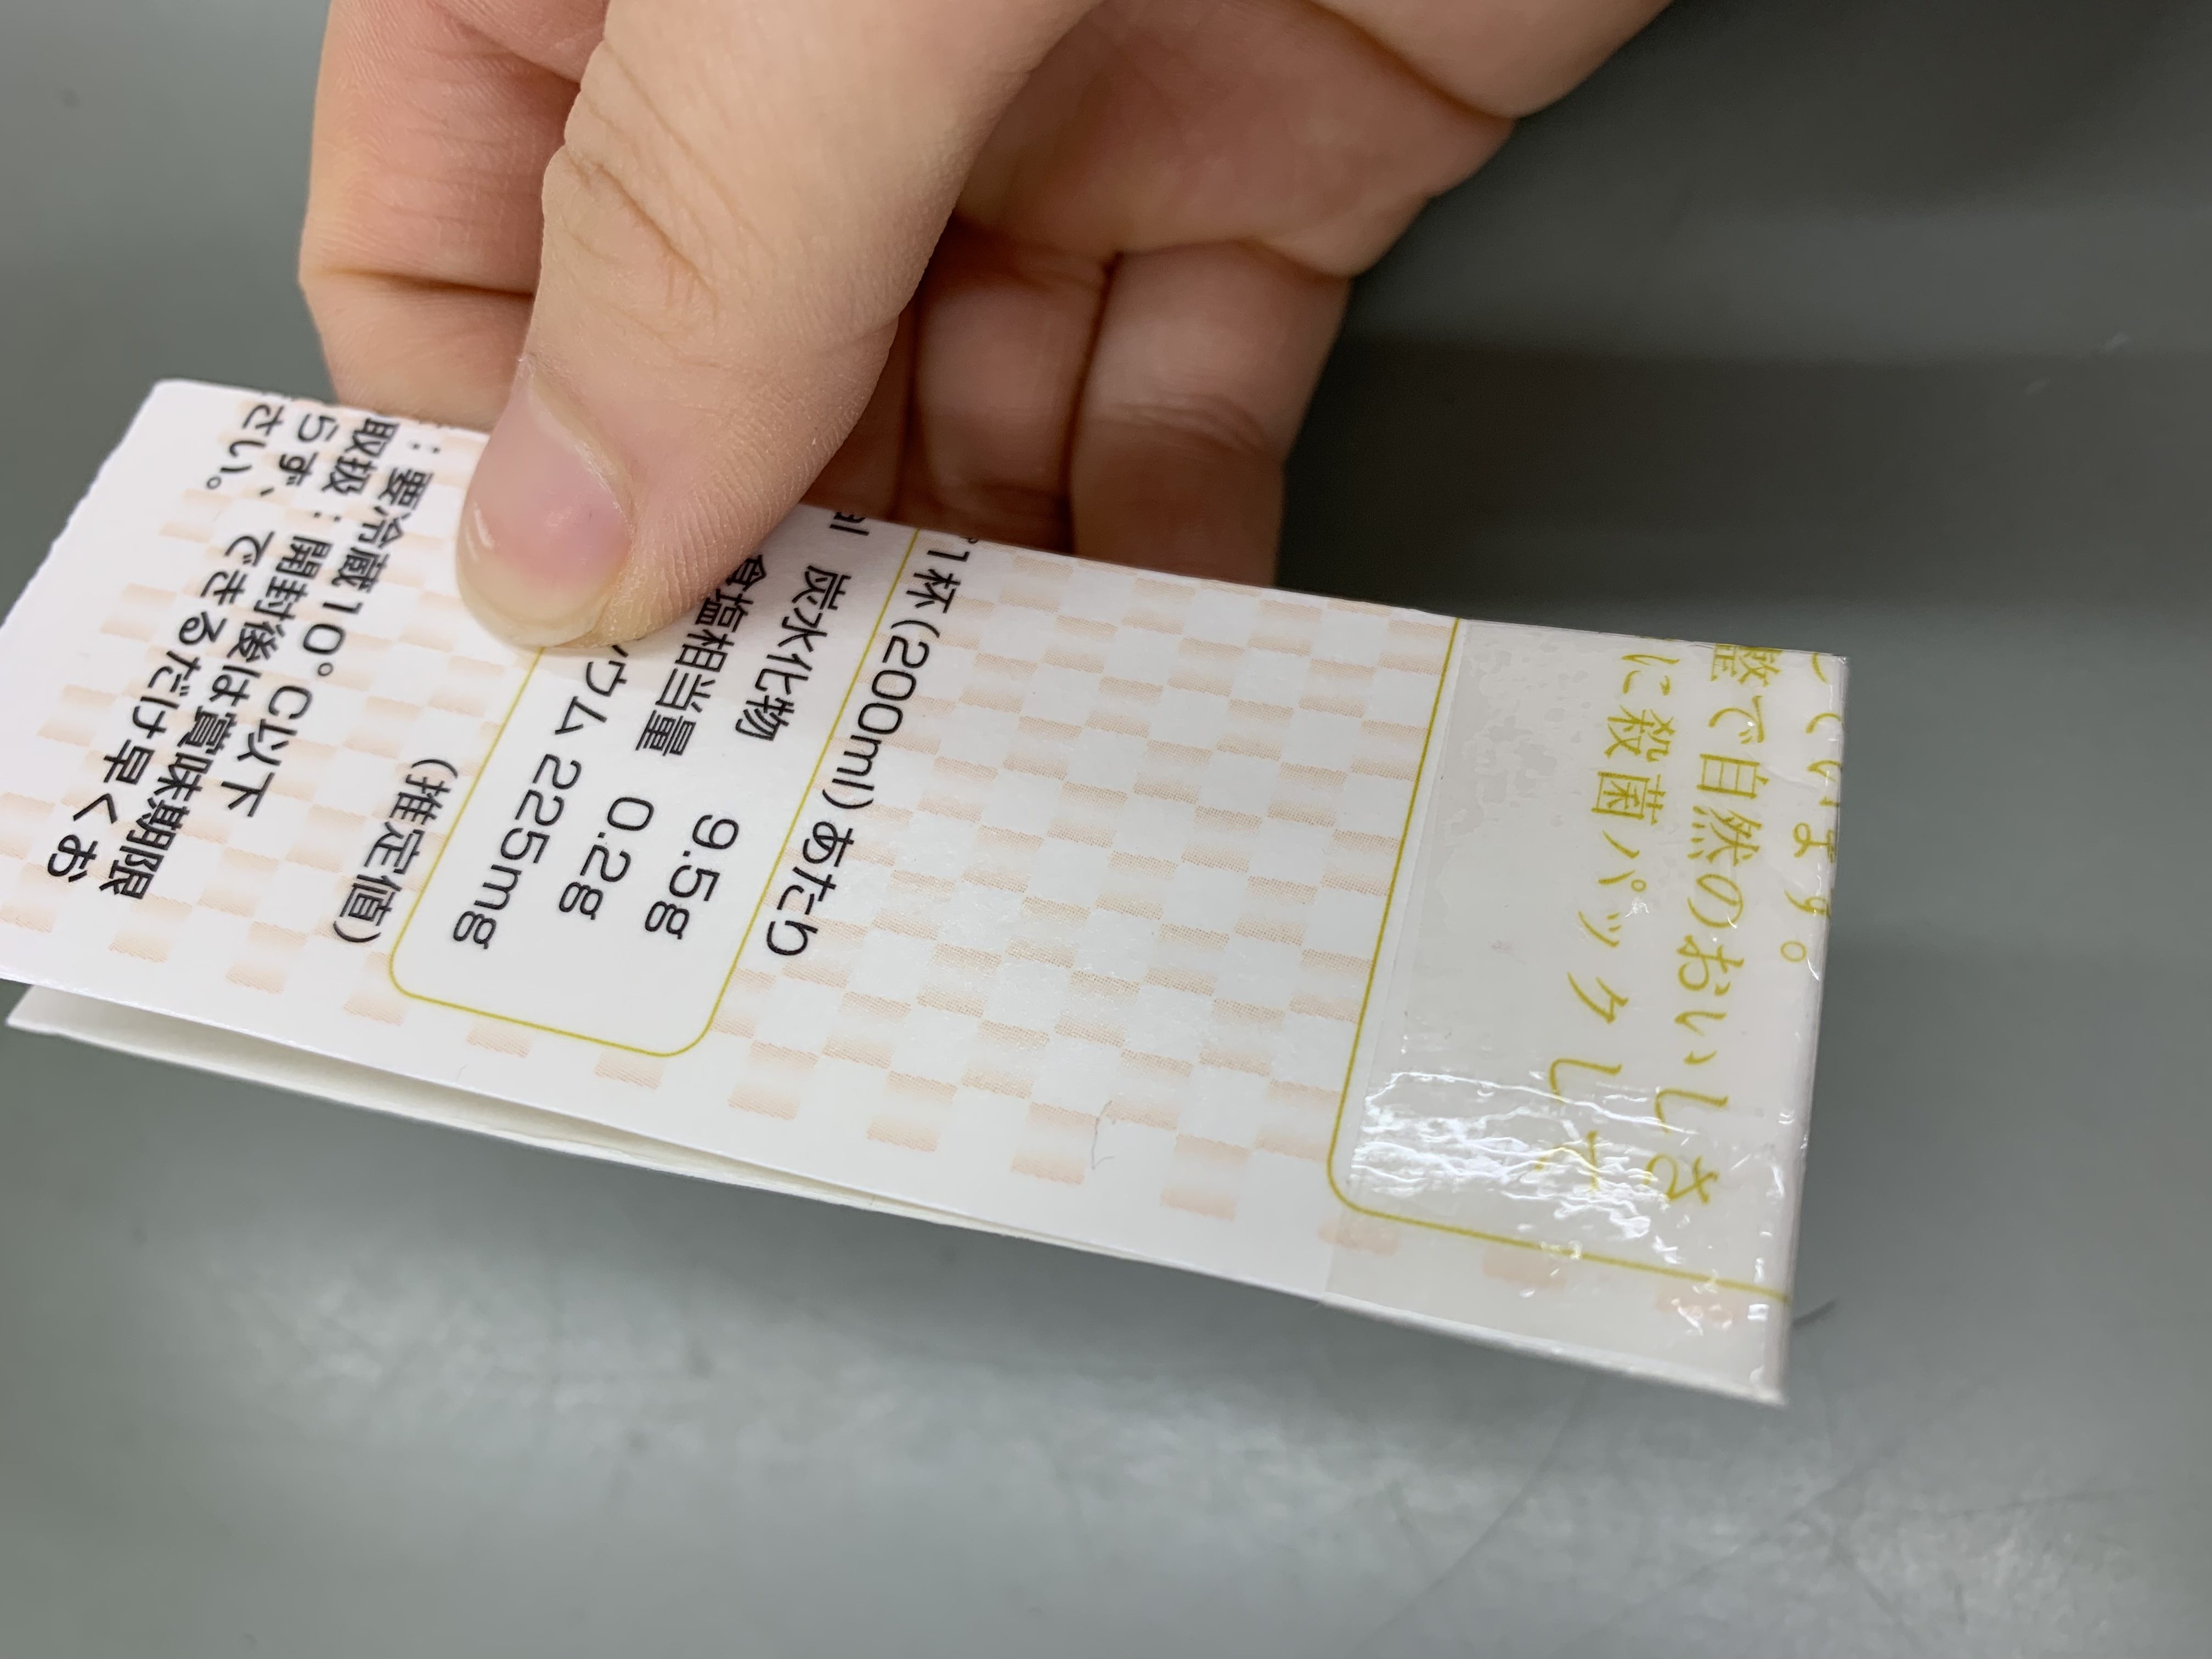 ています。
整で自然のおいしさ
に殺菌パックして
1杯(200ml)あたり
al 炭水化物 9.5g
食塩相当量 0.2g
ウム 225mg
(推定値)
：要冷蔵10°C以下
取扱：開封後は賞味期限
らず、できるだけ早くお
さい。